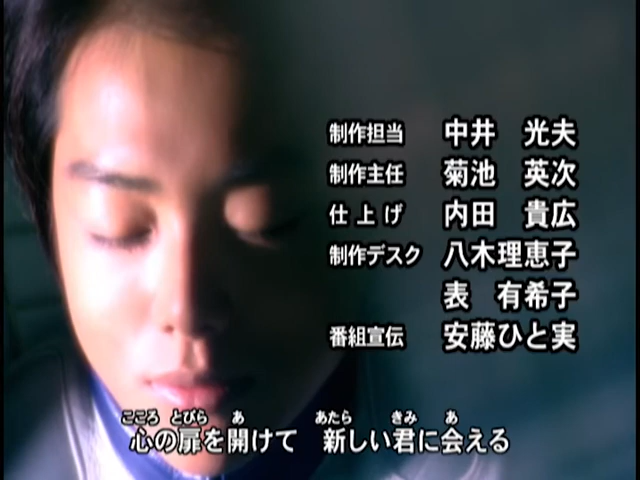 制作担当 中井 光夫
制作主任 菊池 英次
仕上げ 内田 貴広
制作デスク 八木理恵子
表 有希子
番組宣伝 安藤ひと実
こころ とびら あ あたら きみ あ
心の扉を開けて 新しい君に会える